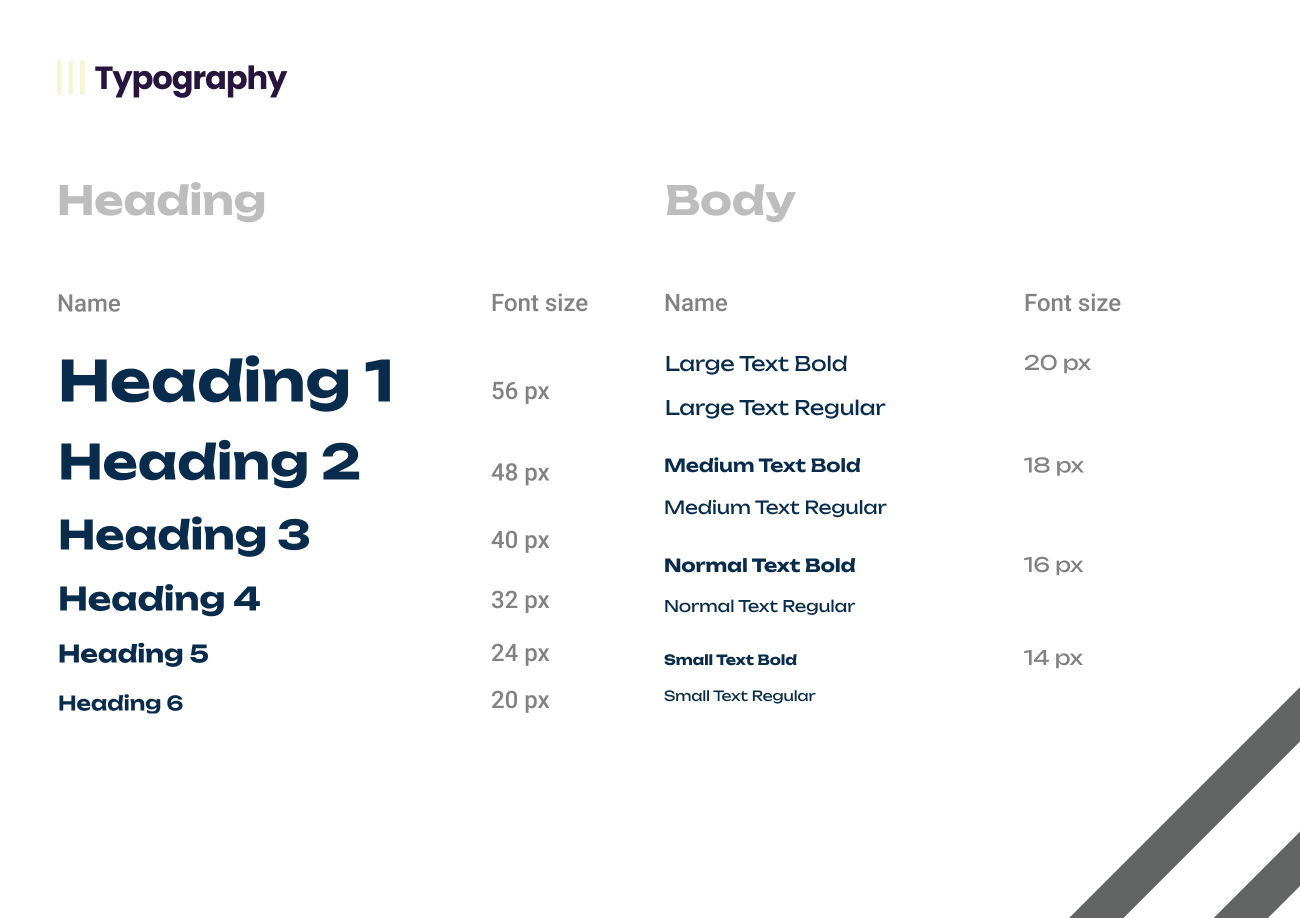 Typography
Heading
Name Font size
Heading 1 56 px
Heading 2 48 px
Heading 3 40 px
Heading 4 32 px
Heading 5 24 px
Heading 6 20 px
Body
Name Font size
Large Text Bold 20 px
Large Text Regular
Medium Text Bold 18 px
Medium Text Regular
Normal Text Bold 16 px
Normal Text Regular
Small Text Bold 14 px
Small Text Regular